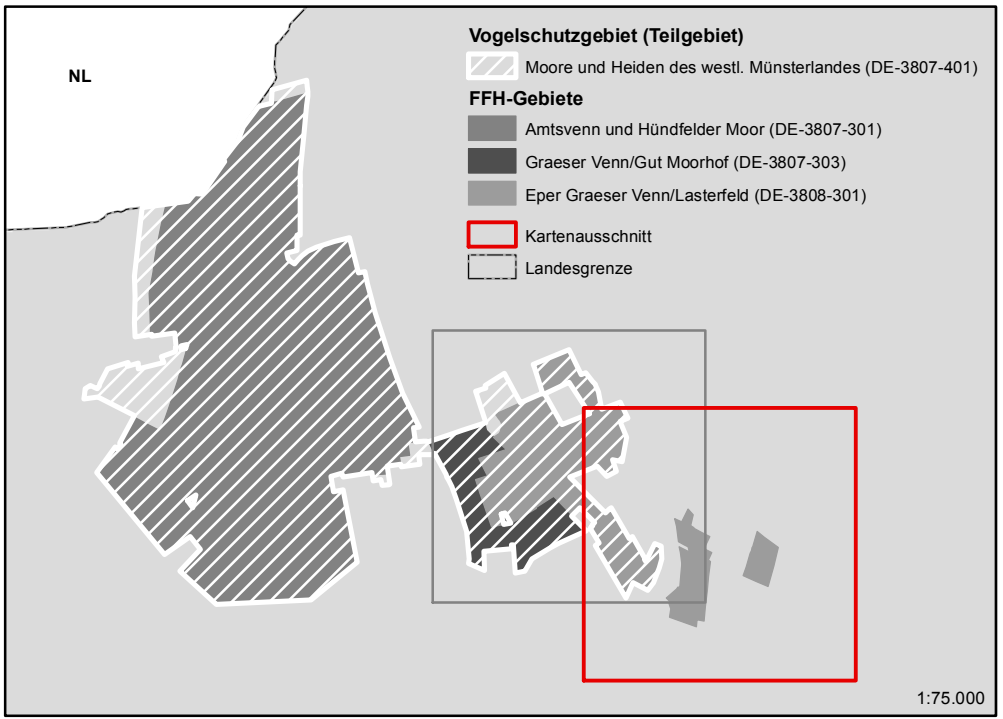 NL
Vogelschutzgebiet (Teilgebiet)
Moore und Heiden des westl. Münsterlandes (DE-3807-401)
FFH-Gebiete
Amtsvenn und Hündfelder Moor (DE-3807-301)
Graeser Venn/Gut Moorhof (DE-3807-303)
Eper Graeser Venn/Lasterfeld (DE-3808-301)
Kartenausschnitt
Landesgrenze
1:75.000